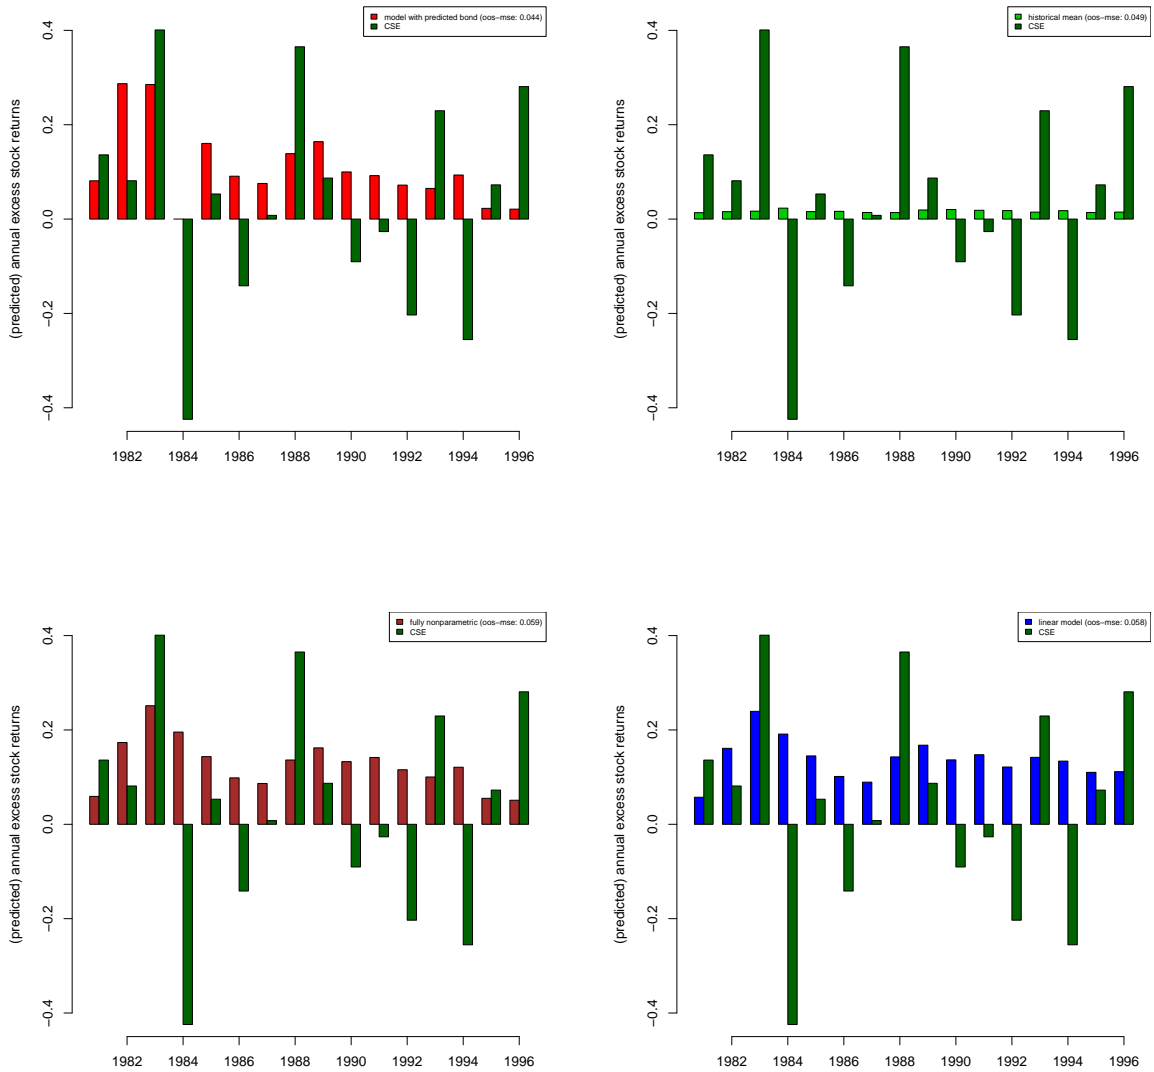 model with predicted bond (oos−mse: 0.044)
CSE
(predicted) annual excess stock returns
0.4
0.2
0.0
−0.2
−0.4
1982 1984 1986 1988 1990 1992 1994 1996
historical mean (oos−mse: 0.049)
CSE
(predicted) annual excess stock returns
0.4
0.2
0.0
−0.2
−0.4
1982 1984 1986 1988 1990 1992 1994 1996
fully nonparametric (oos−mse: 0.059)
CSE
(predicted) annual excess stock returns
0.4
0.2
0.0
−0.2
−0.4
1982 1984 1986 1988 1990 1992 1994 1996
linear model (oos−mse: 0.058)
CSE
(predicted) annual excess stock returns
0.4
0.2
0.0
−0.2
−0.4
1982 1984 1986 1988 1990 1992 1994 1996